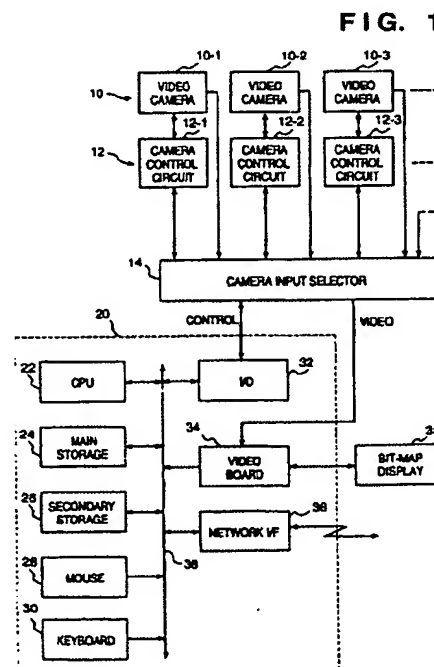 FIG. 1
10-1
10-2
10-3
10
VIDEO
CAMERA
VIDEO
CAMERA
VIDEO
CAMERA
12-1
12-2
12-3
12
CAMERA
CONTROL
CIRCUIT
CAMERA
CONTROL
CIRCUIT
CAMERA
CONTROL
CIRCUIT
14
CAMERA INPUT SELECTOR
20
CONTROL
VIDEO
22
CPU
I/O
32
24
MAIN
STORAGE
34
VIDEO
BOARD
BIT-MAP
DISPLAY
26
SECONDARY
STORAGE
38
NETWORK I/F
28
MOUSE
36
30
KEYBOARD